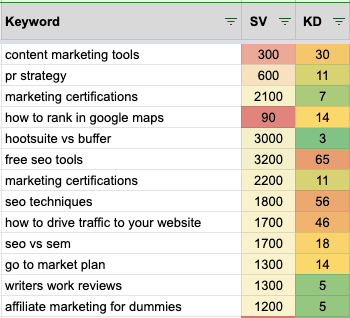 Keyword SV KD
content marketing tools 300 30
pr strategy 600 11
marketing certifications 2100 7
how to rank in google maps 90 14
hootsuite vs buffer 3000 3
free seo tools 3200 65
marketing certifications 2200 11
seo techniques 1800 56
how to drive traffic to your website 1700 46
seo vs sem 1700 18
go to market plan 1300 14
writers work reviews 1300 5
affiliate marketing for dummies 1200 5